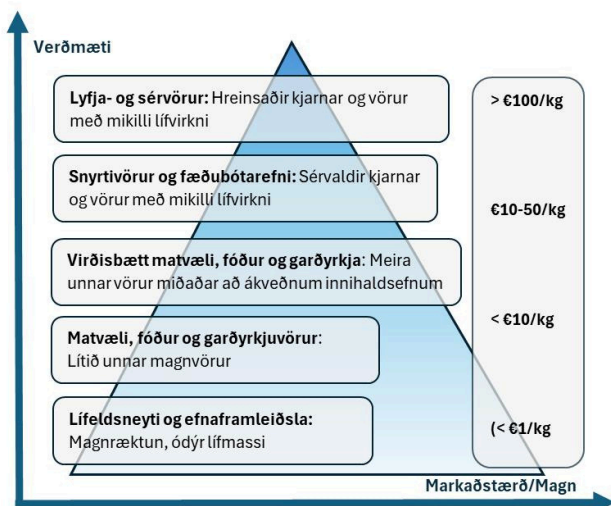 Verðmæti
Lyfja- og sérvörur: Hreinsaðir kjarnar og vörur
með mikilli lífvirkni
> €100/kg
Snyrtivörur og fæðubótarefni: Sérvaldir kjarnar
og vörur með mikilli lífvirkni
€10-50/kg
Virðisbætt matvæli, fóður og garðyrkja: Meira
unnar vörur miðaðar að ákveðnum innihaldsefnum
< €10/kg
Matvæli, fóður og garðyrkjuvörur:
Lítið unnar magnvörur
Lífeldsneyti og efnaframleiðsla:
Magnræktun, ódýr lífmassi
(< €1/kg
Markaðstærð/Magn